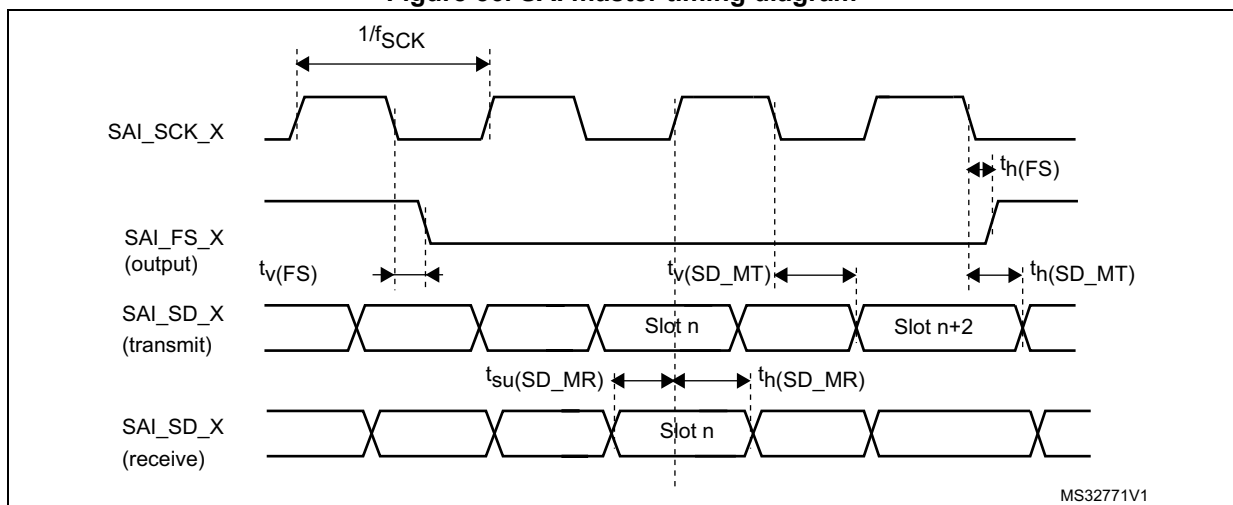 1/fSCK
SAI_SCK_X
th(FS)
SAI_FS_X
(output)
tv(FS)
tv(SD_MT)
th(SD_MT)
SAI_SD_X
(transmit)
Slot n
Slot n+2
tsu(SD_MR)
th(SD_MR)
SAI_SD_X
(receive)
Slot n
MS32771V1